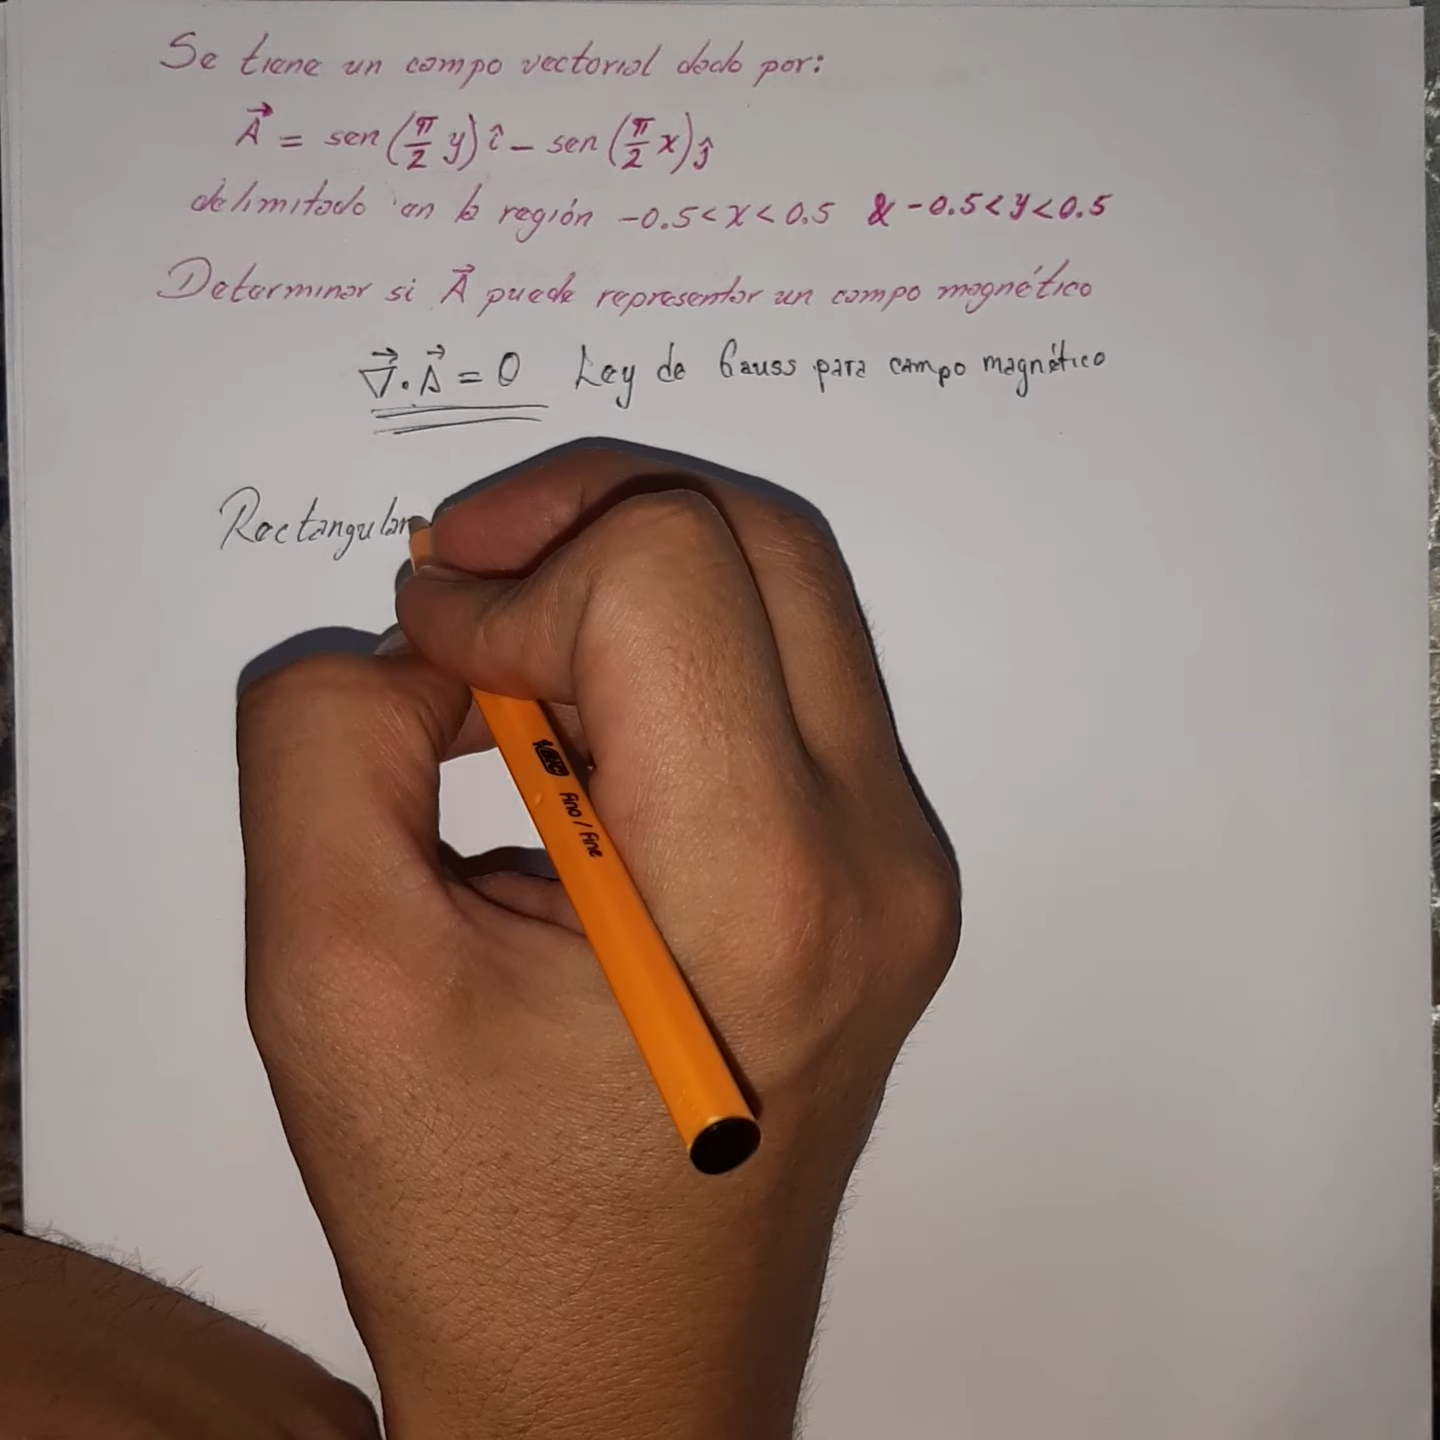 Se tiene un campo vectorial dado por:
A⃗ = sen(π/2 y) î - sen(π/2 x) ĵ
delimitado en la región -0.5 < x < 0.5 & -0.5 < y < 0.5
Determinar si A⃗ puede representar un campo magnético
∇⃗·A⃗ = 0 Ley de Gauss para campo magnético
Rectangular
BIC Fino / Fine